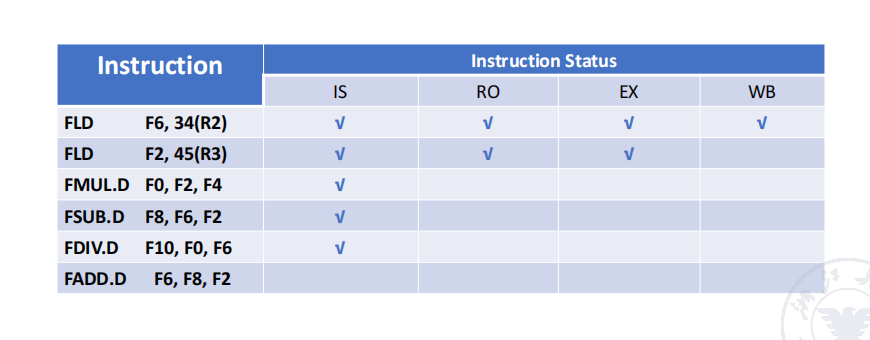 Instruction Instruction Status
IS RO EX WB
FLD F6, 34(R2) √ √ √ √
FLD F2, 45(R3) √ √ √
FMUL.D F0, F2, F4 √
FSUB.D F8, F6, F2 √
FDIV.D F10, F0, F6 √
FADD.D F6, F8, F2